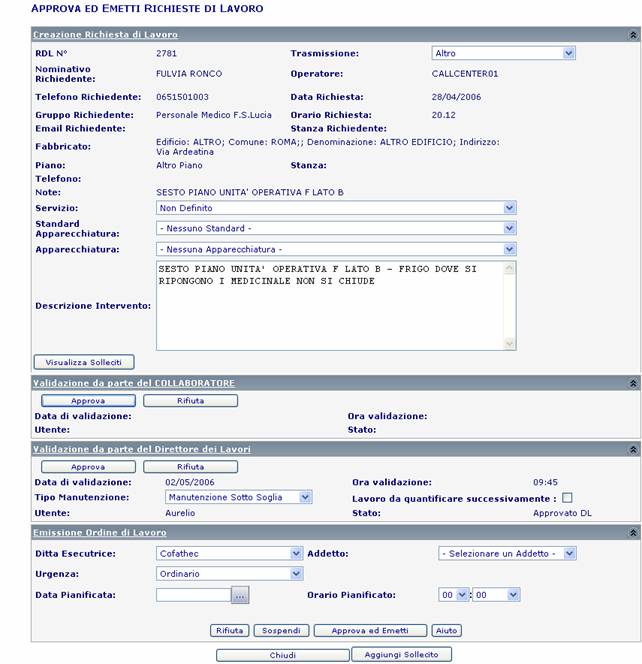 APPROVA ED EMETTI RICHIESTE DI LAVORO
Creazione Richiesta di Lavoro
RDL N° 2781 Trasmissione: Altro
Nominativo Richiedente: FULVIA RONCO Operatore: CALLCENTER01
Telefono Richiedente: 0651501003 Data Richiesta: 28/04/2006
Gruppo Richiedente: Personale Medico F.S.Lucia Orario Richiesta: 20.12
Email Richiedente: Stanza Richiedente:
Fabbricato: Edificio: ALTRO; Comune: ROMA;; Denominazione: ALTRO EDIFICIO; Indirizzo:
Via Ardeatina
Piano: Altro Piano Stanza:
Telefono:
Note: SESTO PIANO UNITA' OPERATIVA F LATO B
Servizio: Non Definito
Standard Apparecchiatura: - Nessuno Standard -
Apparecchiatura: - Nessuna Apparecchiatura -
Descrizione Intervento: SESTO PIANO UNITA' OPERATIVA F LATO B - FRIGO DOVE SI
RIPONGONO I MEDICINALE NON SI CHIUDE
Visualizza Solleciti
Validazione da parte del COLLABORATORE
Approva Rifiuta
Data di validazione: Ora validazione:
Utente: Stato:
Validazione da parte del Direttore dei Lavori
Approva Rifiuta
Data di validazione: 02/05/2006 Ora validazione: 09:45
Tipo Manutenzione: Manutenzione Sotto Soglia Lavoro da quantificare successivamente :
Utente: Aurelio Stato: Approvato DL
Emissione Ordine di Lavoro
Ditta Esecutrice: Cofathec Addetto: - Selezionare un Addetto -
Urgenza: Ordinario
Data Pianificata: ... Orario Pianificato: 00 : 00
Rifiuta Sospendi Approva ed Emetti Aiuto
Chiudi Aggiungi Sollecito